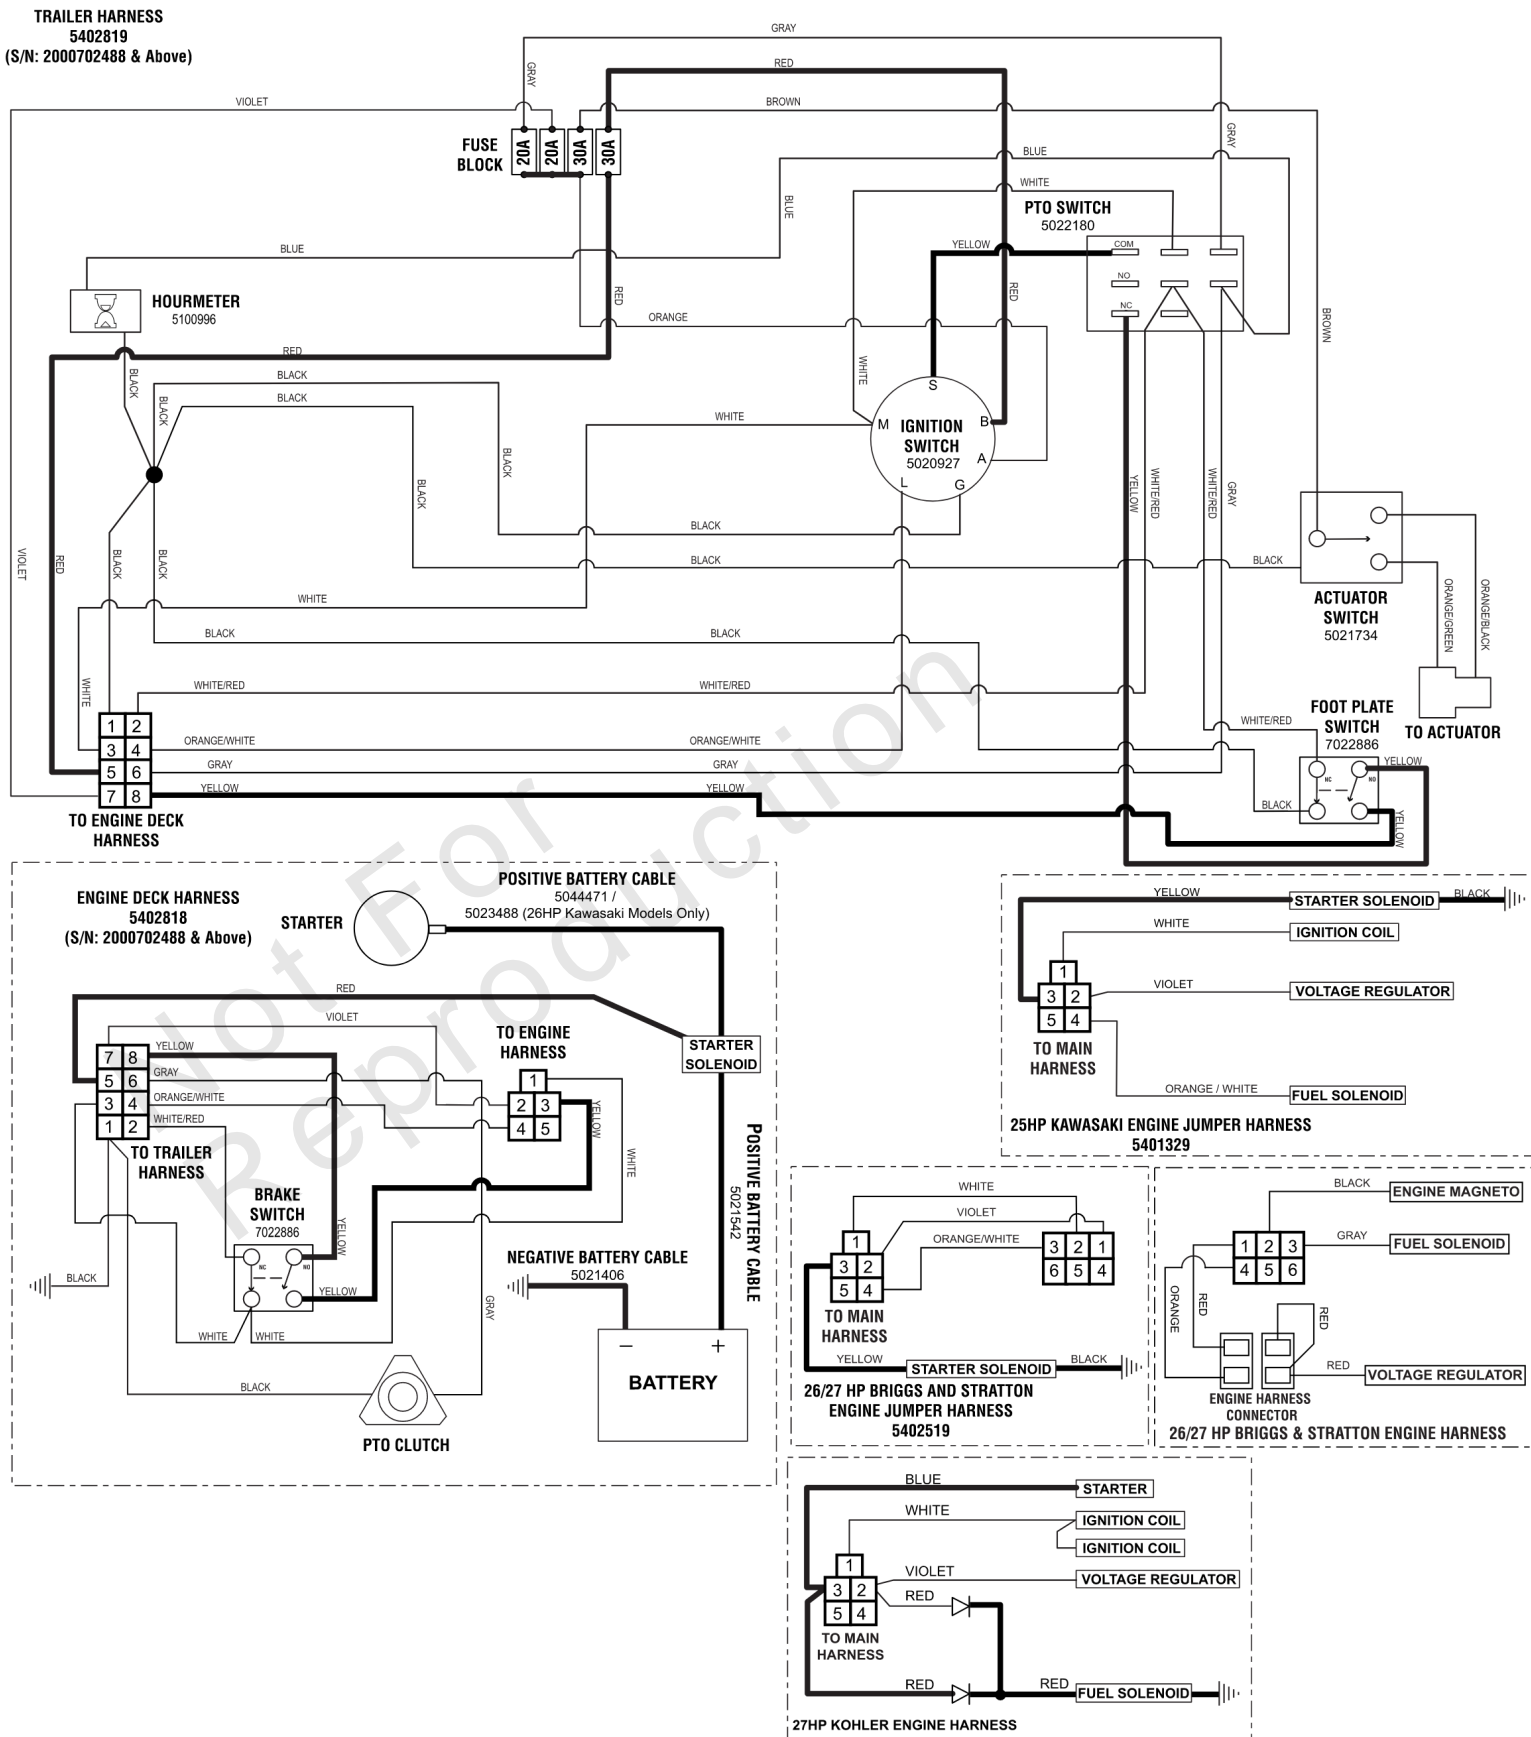 TRAILER HARNESS
5402819
(S/N: 2000702488 & Above)
GRAY
GRAY
RED
VIOLET
BROWN
FUSE
BLOCK
20A
20A
30A
30A
GRAY
BLUE
WHITE
PTO SWITCH
5022180
BLUE
BLUE
YELLOW
COM
NO
NC
HOURMETER
5100996
RED
ORANGE
RED
BROWN
RED
BLACK
BLACK
BLACK
BLACK
WHITE
WHITE
S
M
B
A
L
G
IGNITION
SWITCH
5020927
BLACK
BLACK
YELLOW
WHITE/RED
WHITE/RED
GRAY
BLACK
BLACK
BLACK
VIOLET
RED
BLACK
BLACK
WHITE
ACTUATOR
SWITCH
5021734
ORANGE/GREEN
ORANGE/BLACK
BLACK
BLACK
WHITE
WHITE/RED
WHITE/RED
1 2
3 4
5 6
7 8
ORANGE/WHITE
ORANGE/WHITE
GRAY
GRAY
YELLOW
YELLOW
TO ENGINE DECK
HARNESS
WHITE/RED
FOOT PLATE
SWITCH
7022886
TO ACTUATOR
YELLOW
NC
NO
BLACK
YELLOW
ENGINE DECK HARNESS
5402818
(S/N: 2000702488 & Above)
STARTER
POSITIVE BATTERY CABLE
5044471 /
5023488 (26HP Kawasaki Models Only)
RED
VIOLET
TO ENGINE
HARNESS
STARTER
SOLENOID
7 8
5 6
3 4
1 2
YELLOW
GRAY
ORANGE/WHITE
WHITE/RED
1
2 3
4 5
YELLOW
WHITE
TO TRAILER
HARNESS
BRAKE
SWITCH
7022886
YELLOW
NC
NO
YELLOW
BLACK
WHITE
WHITE
GRAY
BLACK
PTO CLUTCH
NEGATIVE BATTERY CABLE
5021406
POSITIVE BATTERY CABLE
5021542
− +
BATTERY
YELLOW
STARTER SOLENOID
BLACK
WHITE
IGNITION COIL
1
3 2
5 4
VIOLET
VOLTAGE REGULATOR
TO MAIN
HARNESS
ORANGE / WHITE
FUEL SOLENOID
25HP KAWASAKI ENGINE JUMPER HARNESS
5401329
WHITE
VIOLET
ORANGE/WHITE
1
3 2
5 4
3 2 1
6 5 4
TO MAIN
HARNESS
YELLOW
STARTER SOLENOID
BLACK
26/27 HP BRIGGS AND STRATTON
ENGINE JUMPER HARNESS
5402519
BLACK
ENGINE MAGNETO
1 2 3
4 5 6
GRAY
FUEL SOLENOID
ORANGE
RED
RED
RED
VOLTAGE REGULATOR
ENGINE HARNESS
CONNECTOR
26/27 HP BRIGGS & STRATTON ENGINE HARNESS
BLUE
STARTER
WHITE
IGNITION COIL
IGNITION COIL
1
3 2
5 4
VIOLET
VOLTAGE REGULATOR
RED
TO MAIN
HARNESS
RED
RED
FUEL SOLENOID
27HP KOHLER ENGINE HARNESS
Not For
Reproduction